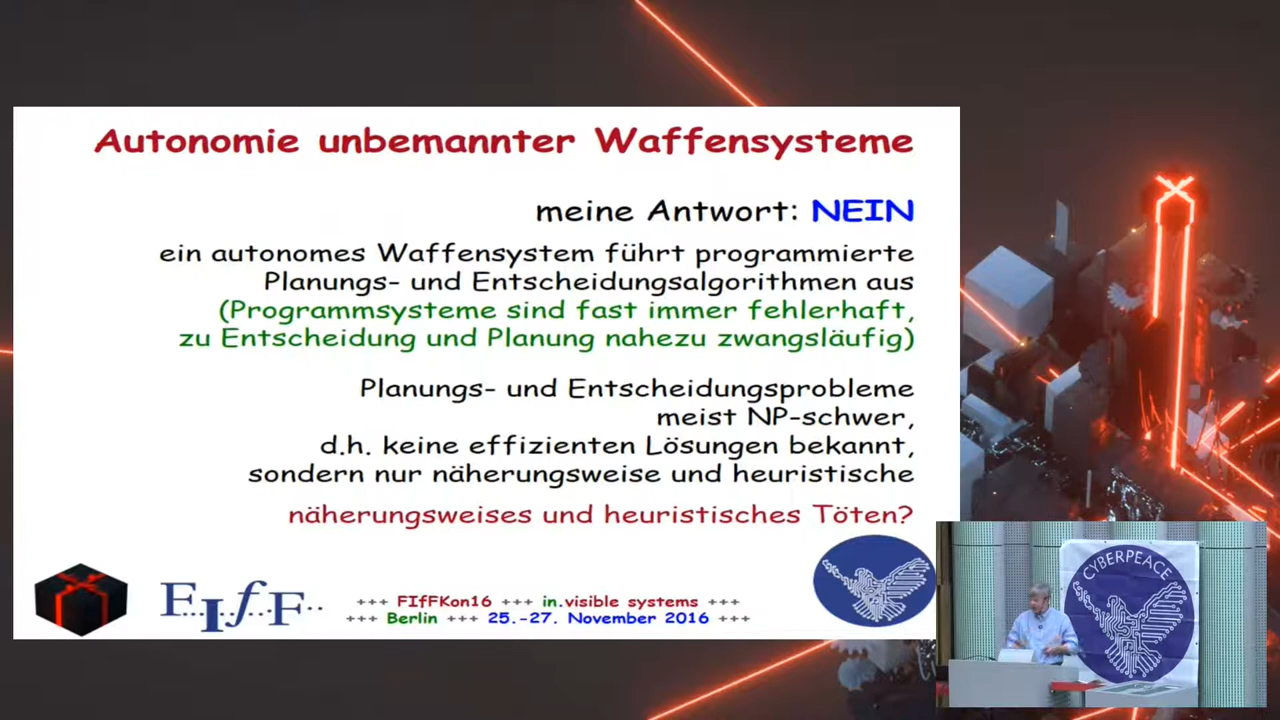 Autonomie unbemannter Waffensysteme
meine Antwort: NEIN
ein autonomes Waffensystem führt programmierte
Planungs- und Entscheidungsalgorithmen aus
(Programmsysteme sind fast immer fehlerhaft,
zu Entscheidung und Planung nahezu zwangsläufig)
Planungs- und Entscheidungsprobleme
meist NP-schwer,
d.h. keine effizienten Lösungen bekannt,
sondern nur näherungsweise und heuristische
näherungsweises und heuristisches Töten?
F..I..f..F..
+++ FIfFKon16 +++ in.visible systems +++
+++ Berlin +++ 25.-27. November 2016 +++
CYBERPEACE